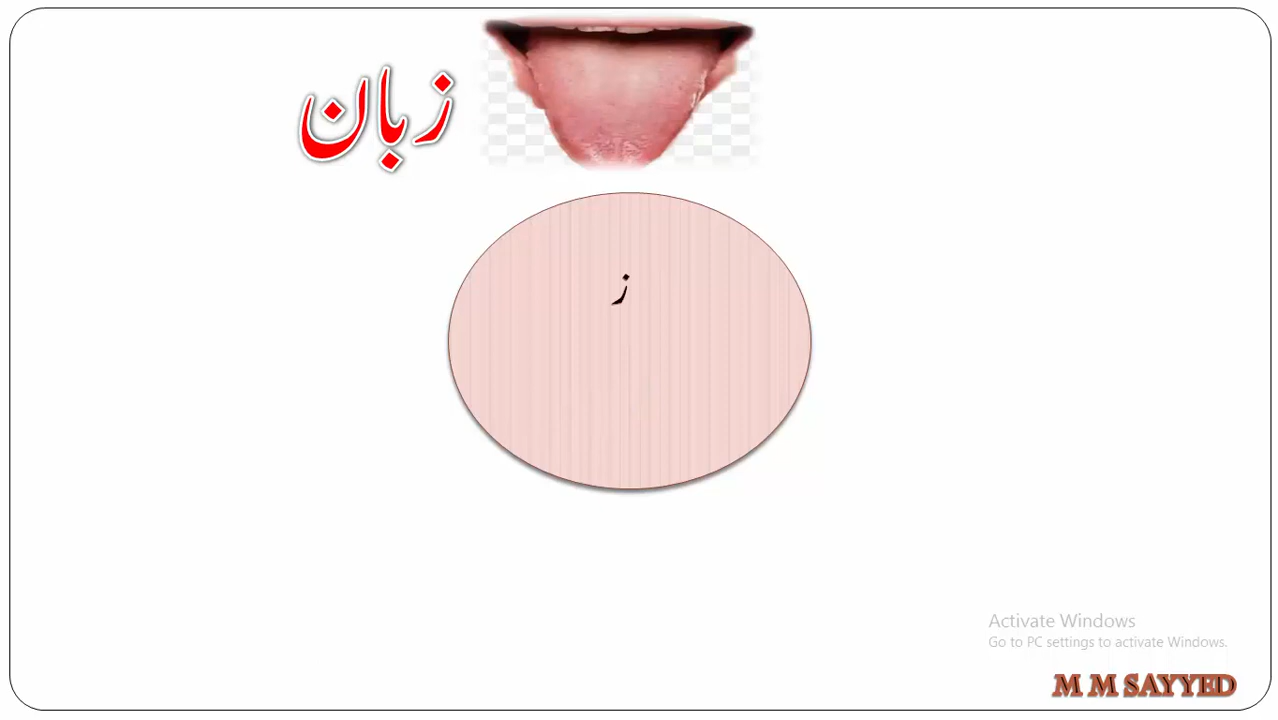 زبان
ز
Activate Windows
Go to PC settings to activate Windows.
M M SAYYED